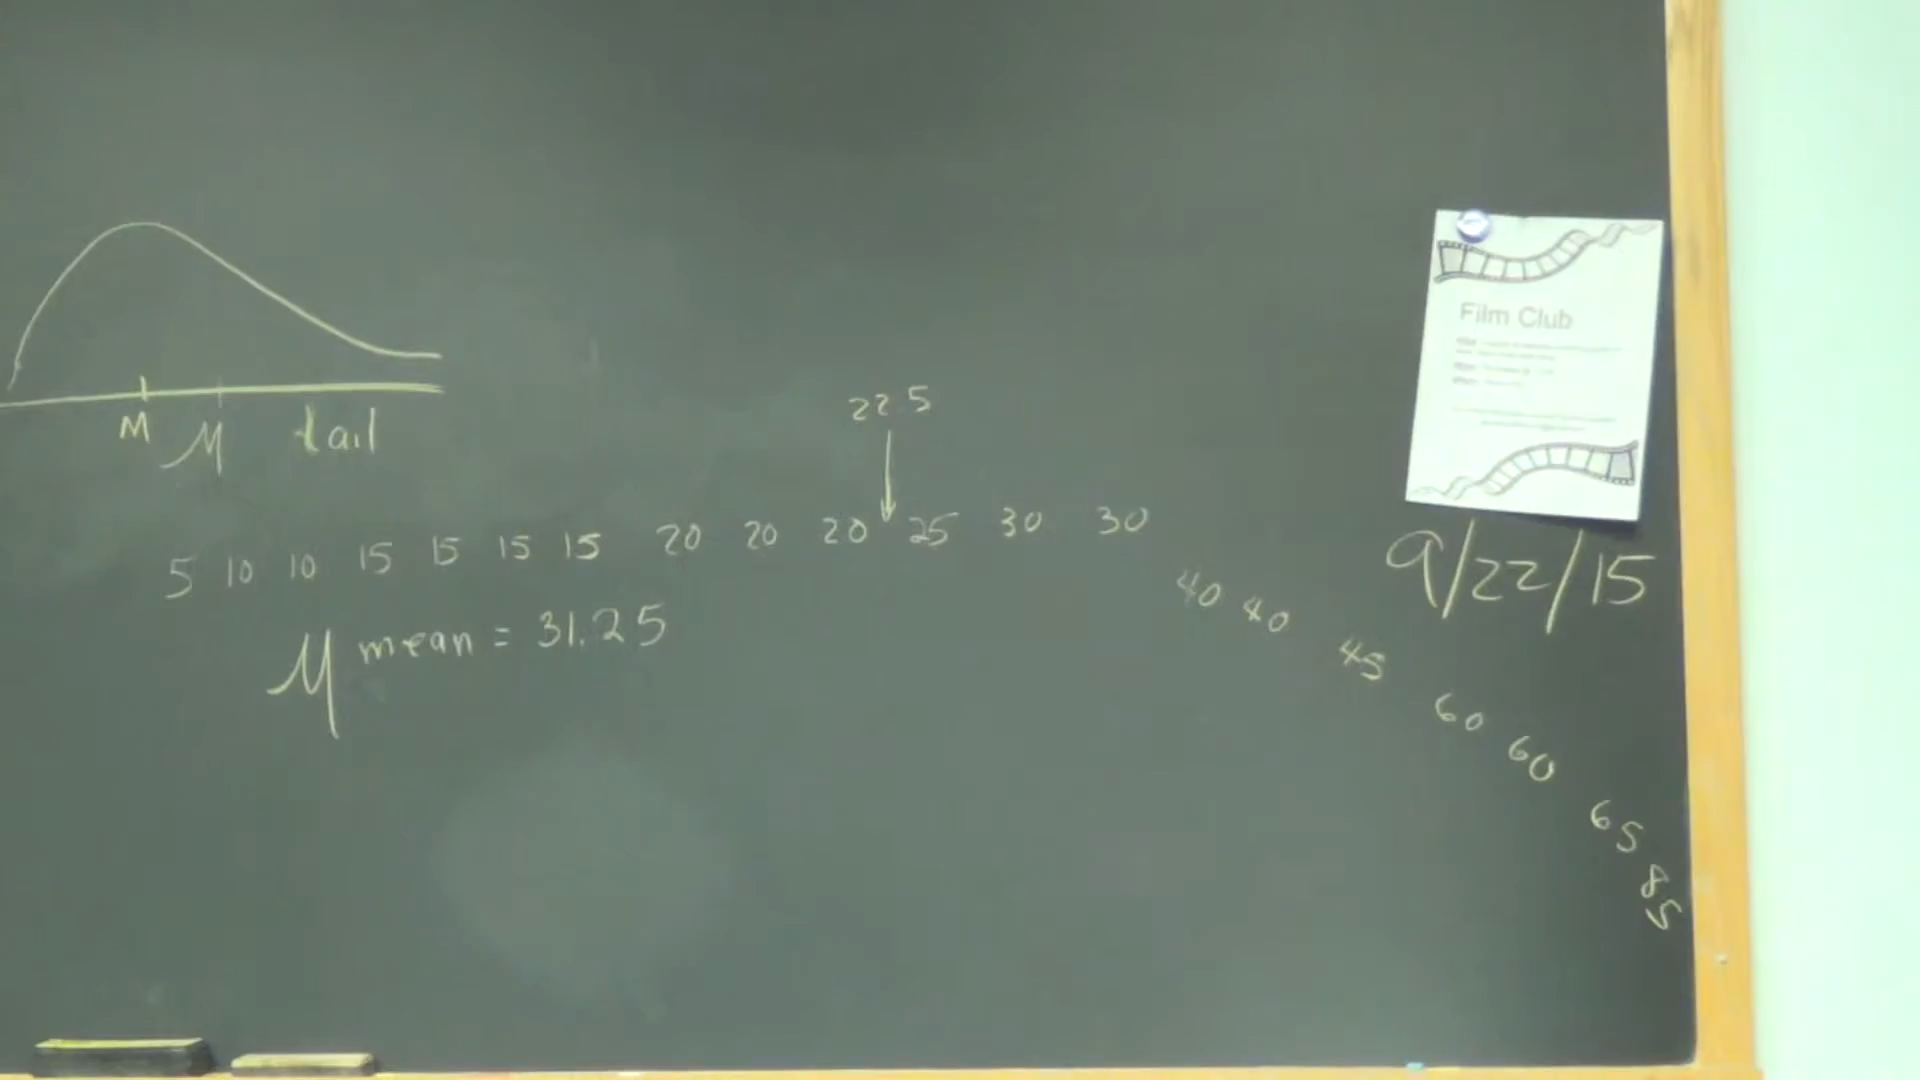 M μ tail
22.5
5 10 10 15 15 15 15 20 20 20 25 30 30 40 40 45 60 60 65 85
μ mean = 31.25
Film Club
9/22/15